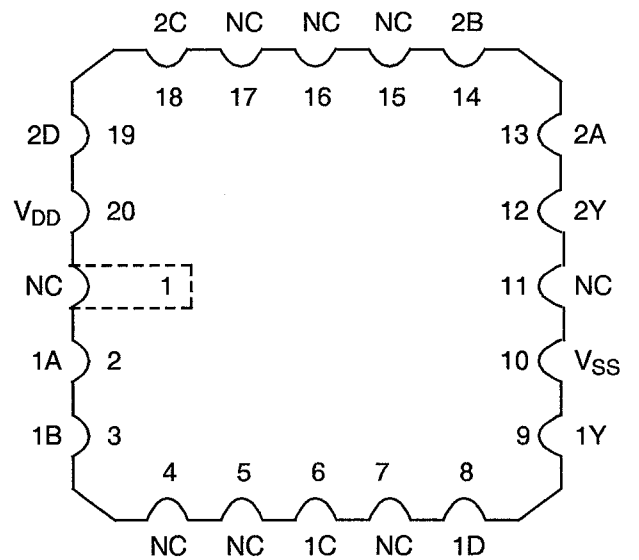 2C NC NC NC 2B
18 17 16 15 14
2D 19 13 2A
VDD 20 12 2Y
NC 1 11 NC
1A 2 10 VSS
1B 3 9 1Y
4 5 6 7 8
NC NC 1C NC 1D